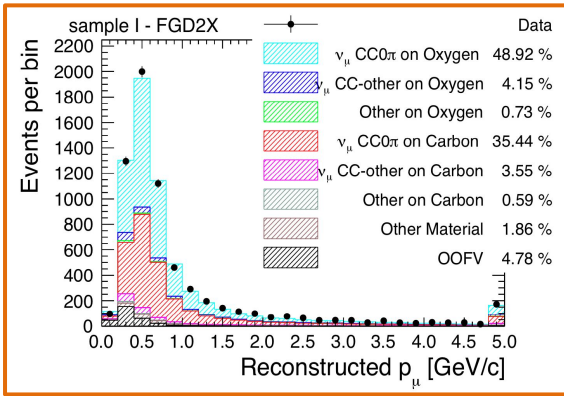 sample I - FGD2X
Data
νμ CC0π on Oxygen 48.92 %
νμ CC-other on Oxygen 4.15 %
Other on Oxygen 0.73 %
νμ CC0π on Carbon 35.44 %
νμ CC-other on Carbon 3.55 %
Other on Carbon 0.59 %
Other Material 1.86 %
OOFV 4.78 %
Events per bin
2200
2000
1800
1600
1400
1200
1000
800
600
400
200
0
0.0 0.5 1.0 1.5 2.0 2.5 3.0 3.5 4.0 4.5 5.0
Reconstructed pμ [GeV/c]